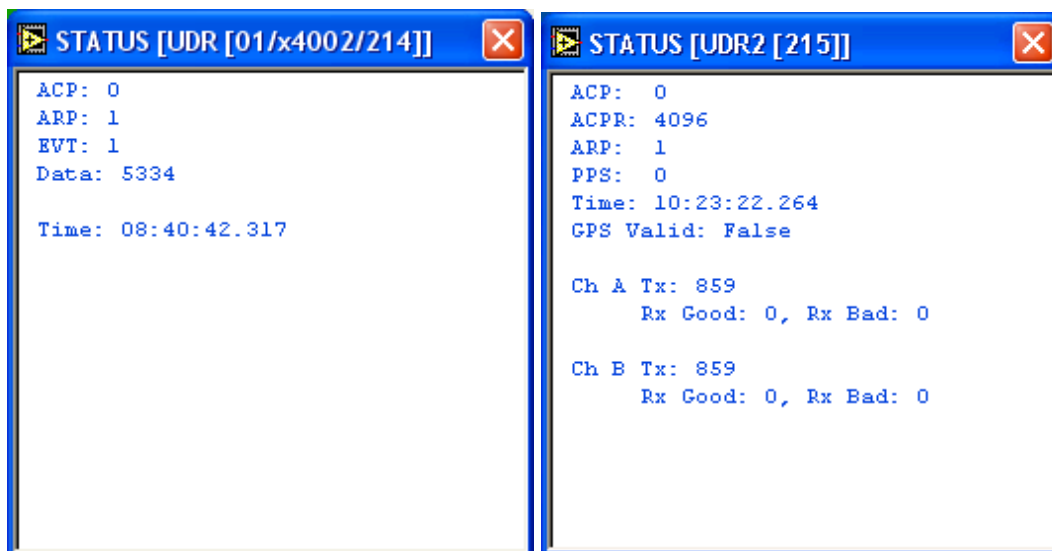 STATUS [UDR [01/x4002/214]]
ACP: 0
ARP: 1
EVT: 1
Data: 5334
Time: 08:40:42.317
STATUS [UDR2 [215]]
ACP: 0
ACPR: 4096
ARP: 1
PPS: 0
Time: 10:23:22.264
GPS Valid: False
Ch A Tx: 859
Rx Good: 0, Rx Bad: 0
Ch B Tx: 859
Rx Good: 0, Rx Bad: 0